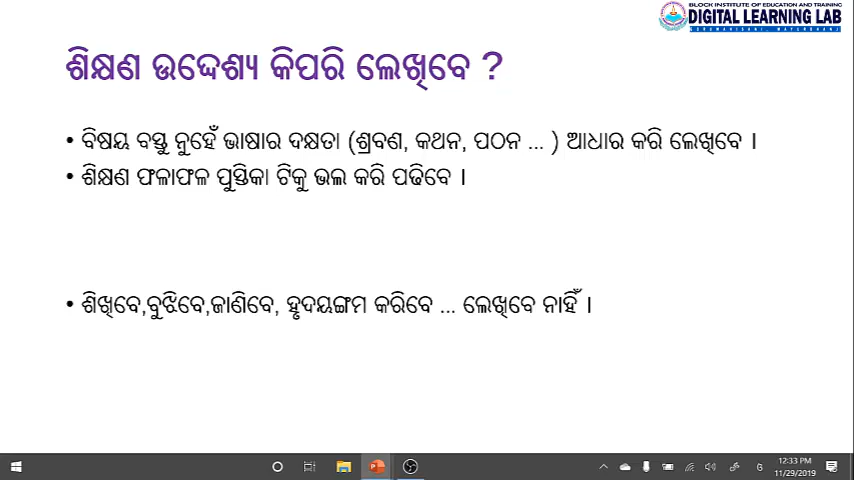 BLOCK INSTITUTE OF EDUCATION AND TRAINING
DIGITAL LEARNING LAB
ଶିକ୍ଷଣ ଉଦ୍ଦେଶ୍ୟ କିପରି ଲେଖିବେ ?
• ବିଷୟ ବସ୍ତୁ ନୁହେଁ ଭାଷାର ଦକ୍ଷତା (ଶ୍ରବଣ, କଥନ, ପଠନ ... ) ଆଧାର କରି ଲେଖିବେ ।
• ଶିକ୍ଷଣ ଫଳାଫଳ ପୁସ୍ତିକା ଟିକୁ ଭଲ କରି ପଢିବେ ।
• ଶିଖିବେ,ବୁଝିବେ,ଜାଣିବେ, ହୃଦୟଙ୍ଗମ କରିବେ ... ଲେଖିବେ ନାହିଁ ।
12:33 PM
11/29/2019